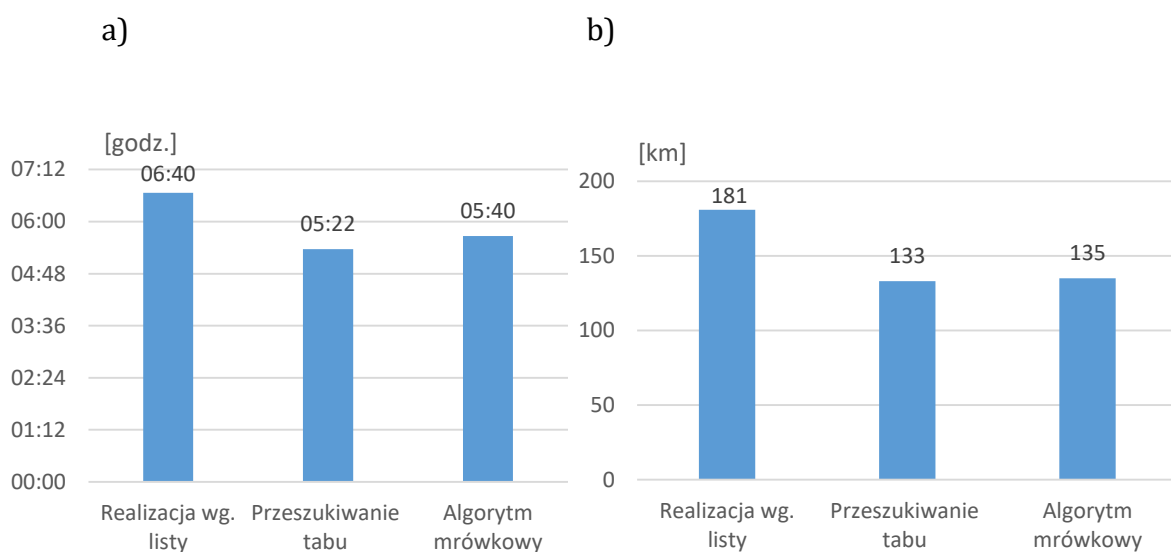 a)
b)
[godz.]
07:12
06:00
04:48
03:36
02:24
01:12
00:00
06:40
05:22
05:40
Realizacja wg.
listy
Przeszukiwanie
tabu
Algorytm
mrówkowy
[km]
200
150
100
50
0
181
133
135
Realizacja wg.
listy
Przeszukiwanie
tabu
Algorytm
mrówkowy